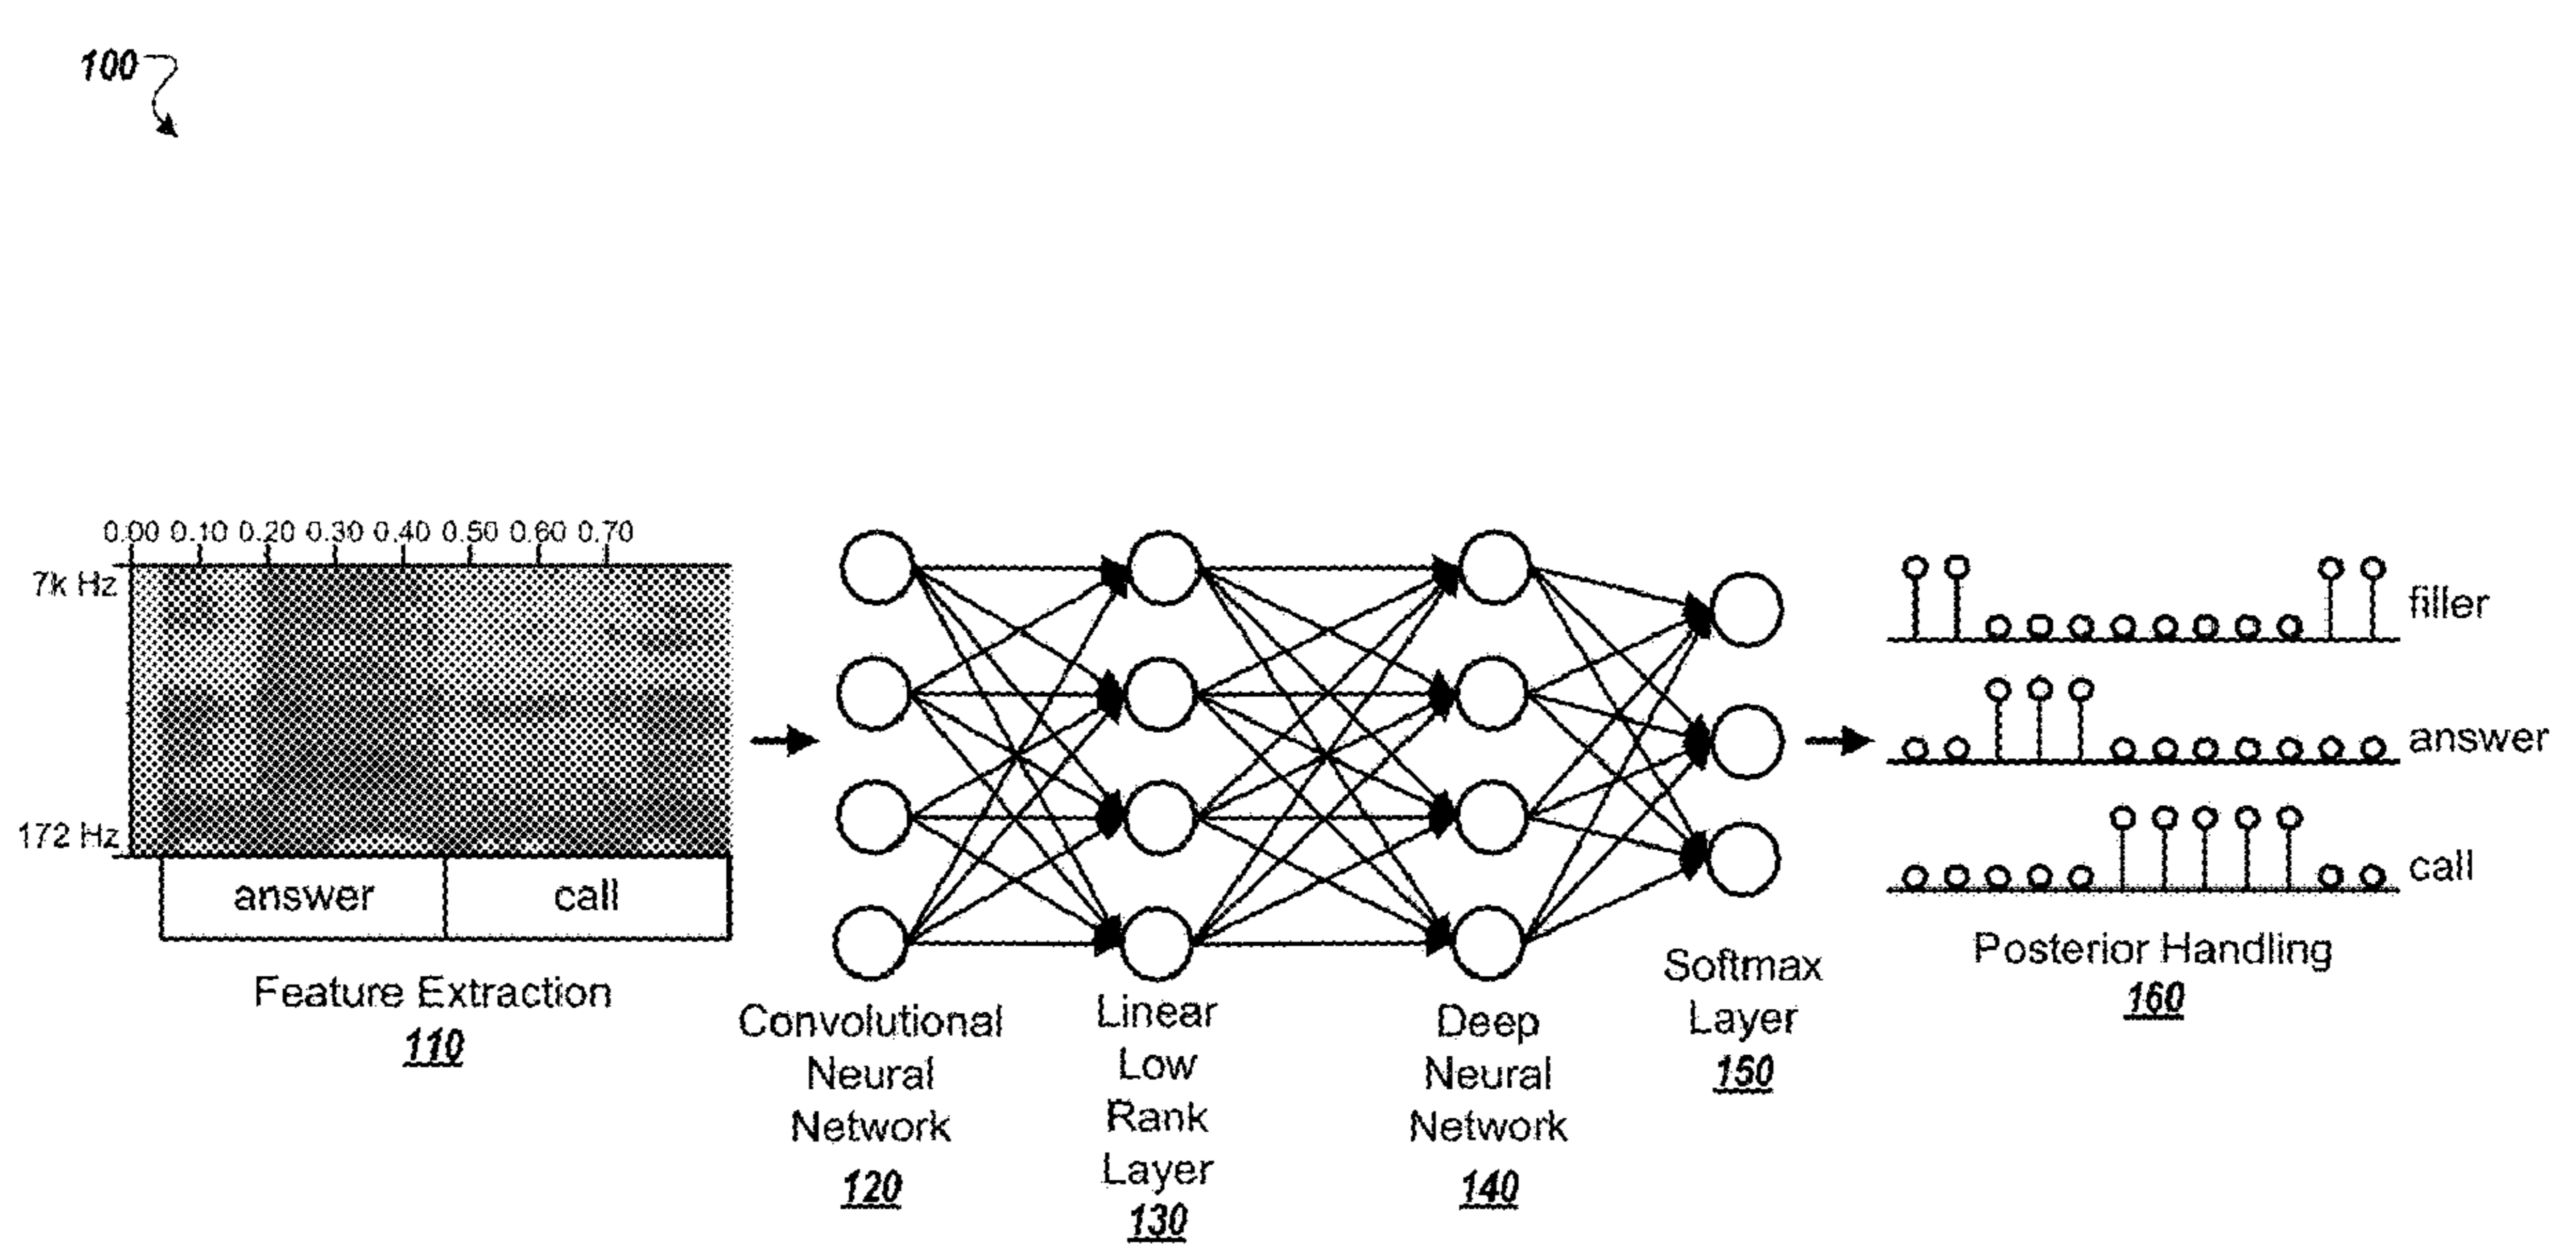 100
0.00 0.10 0.20 0.30 0.40 0.50 0.60 0.70
7k Hz
172 Hz
answer
call
Feature Extraction
110
Convolutional
Neural
Network
120
Linear
Low
Rank
Layer
130
Deep
Neural
Network
140
Softmax
Layer
150
filler
answer
call
Posterior Handling
160